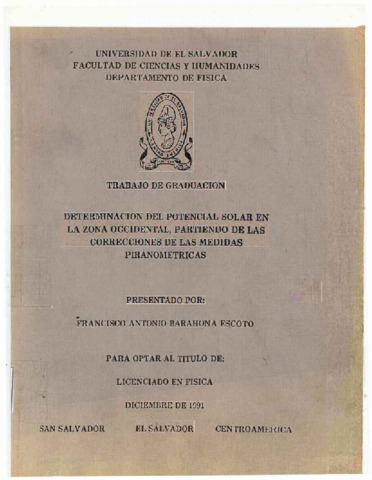 UNIVERSIDAD DE EL SALVADOR
FACULTAD DE CIENCIAS Y HUMANIDADES
DEPARTAMENTO DE FISICA
TRABAJO DE GRADUACION
DETERMINACION DEL POTENCIAL SOLAR EN
LA ZONA OCCIDENTAL, PARTIENDO DE LAS
CORRECCIONES DE LAS MEDIDAS
PIRANOMETRICAS
PRESENTADO POR:
FRANCISCO ANTONIO BARAHONA ESCOTO
PARA OPTAR AL TITULO DE:
LICENCIADO EN FISICA
DICIEMBRE DE 1991
SAN SALVADOR EL SALVADOR CENTROAMERICA